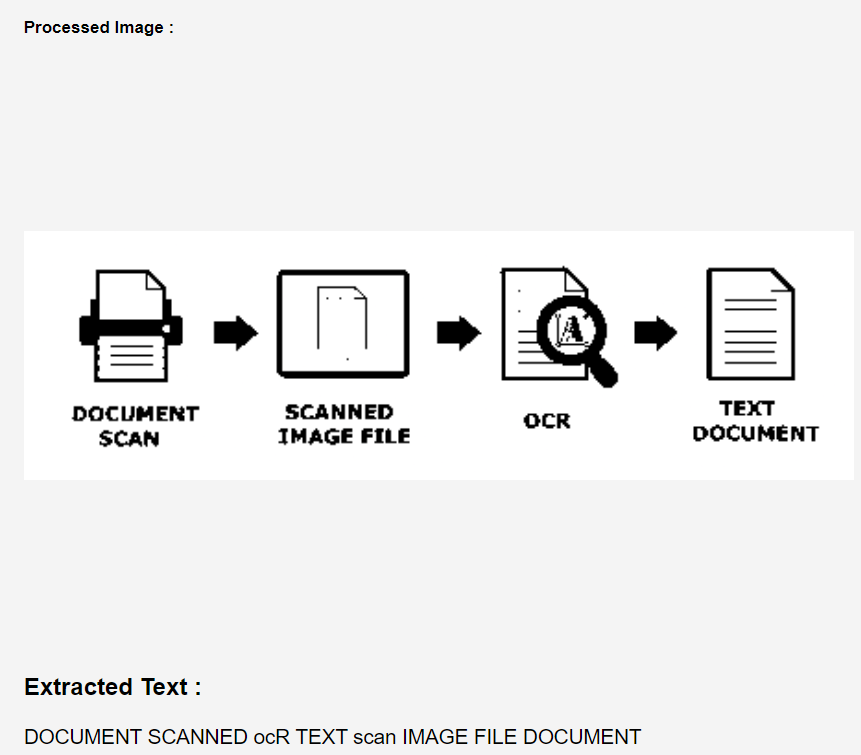 Processed Image :
DOCUMENT
SCAN
SCANNED
IMAGE FILE
A
OCR
TEXT
DOCUMENT
Extracted Text :
DOCUMENT SCANNED ocR TEXT scan IMAGE FILE DOCUMENT